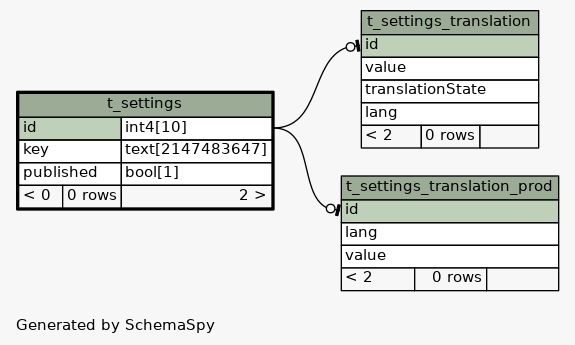 t_settings_translation
id
value
translationState
lang
< 2 0 rows
t_settings
id int4[10]
key text[2147483647]
published bool[1]
< 0 0 rows 2 >
t_settings_translation_prod
id
lang
value
< 2 0 rows
Generated by SchemaSpy